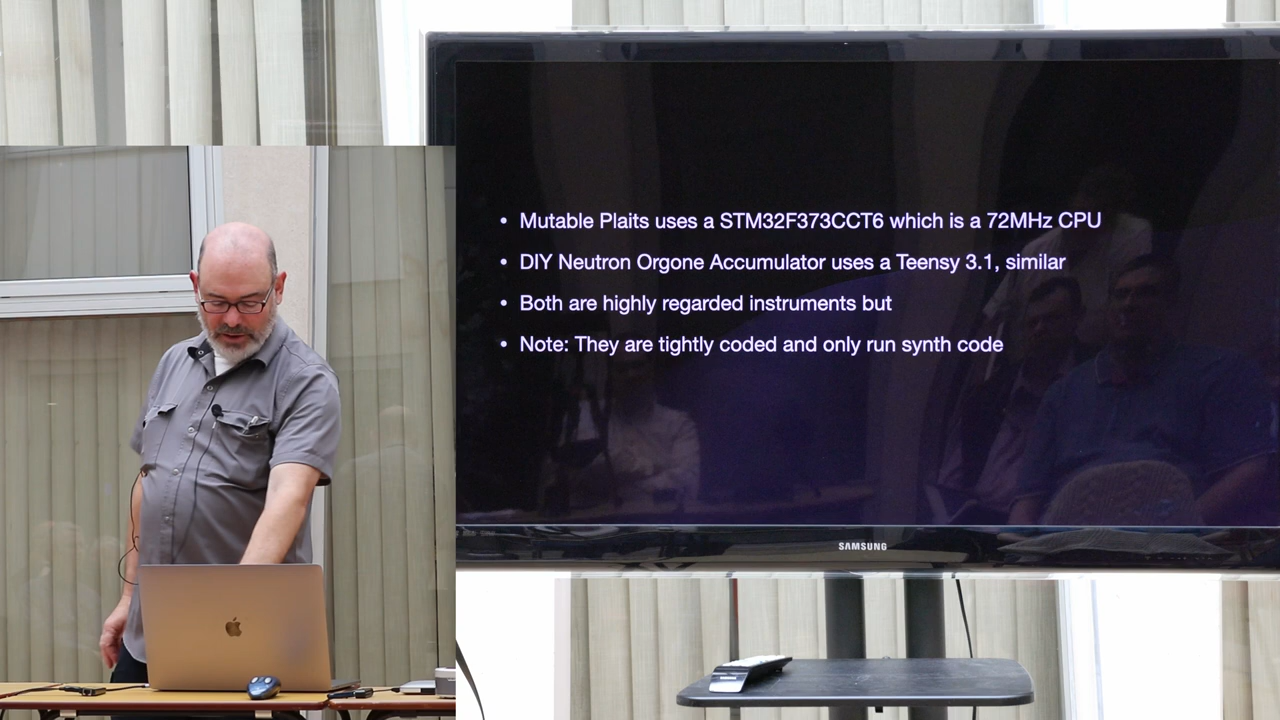 • Mutable Plaits uses a STM32F373CCT6 which is a 72MHz CPU
• DIY Neutron Orgone Accumulator uses a Teensy 3.1, similar
• Both are highly regarded instruments but
• Note: They are tightly coded and only run synth code
SAMSUNG